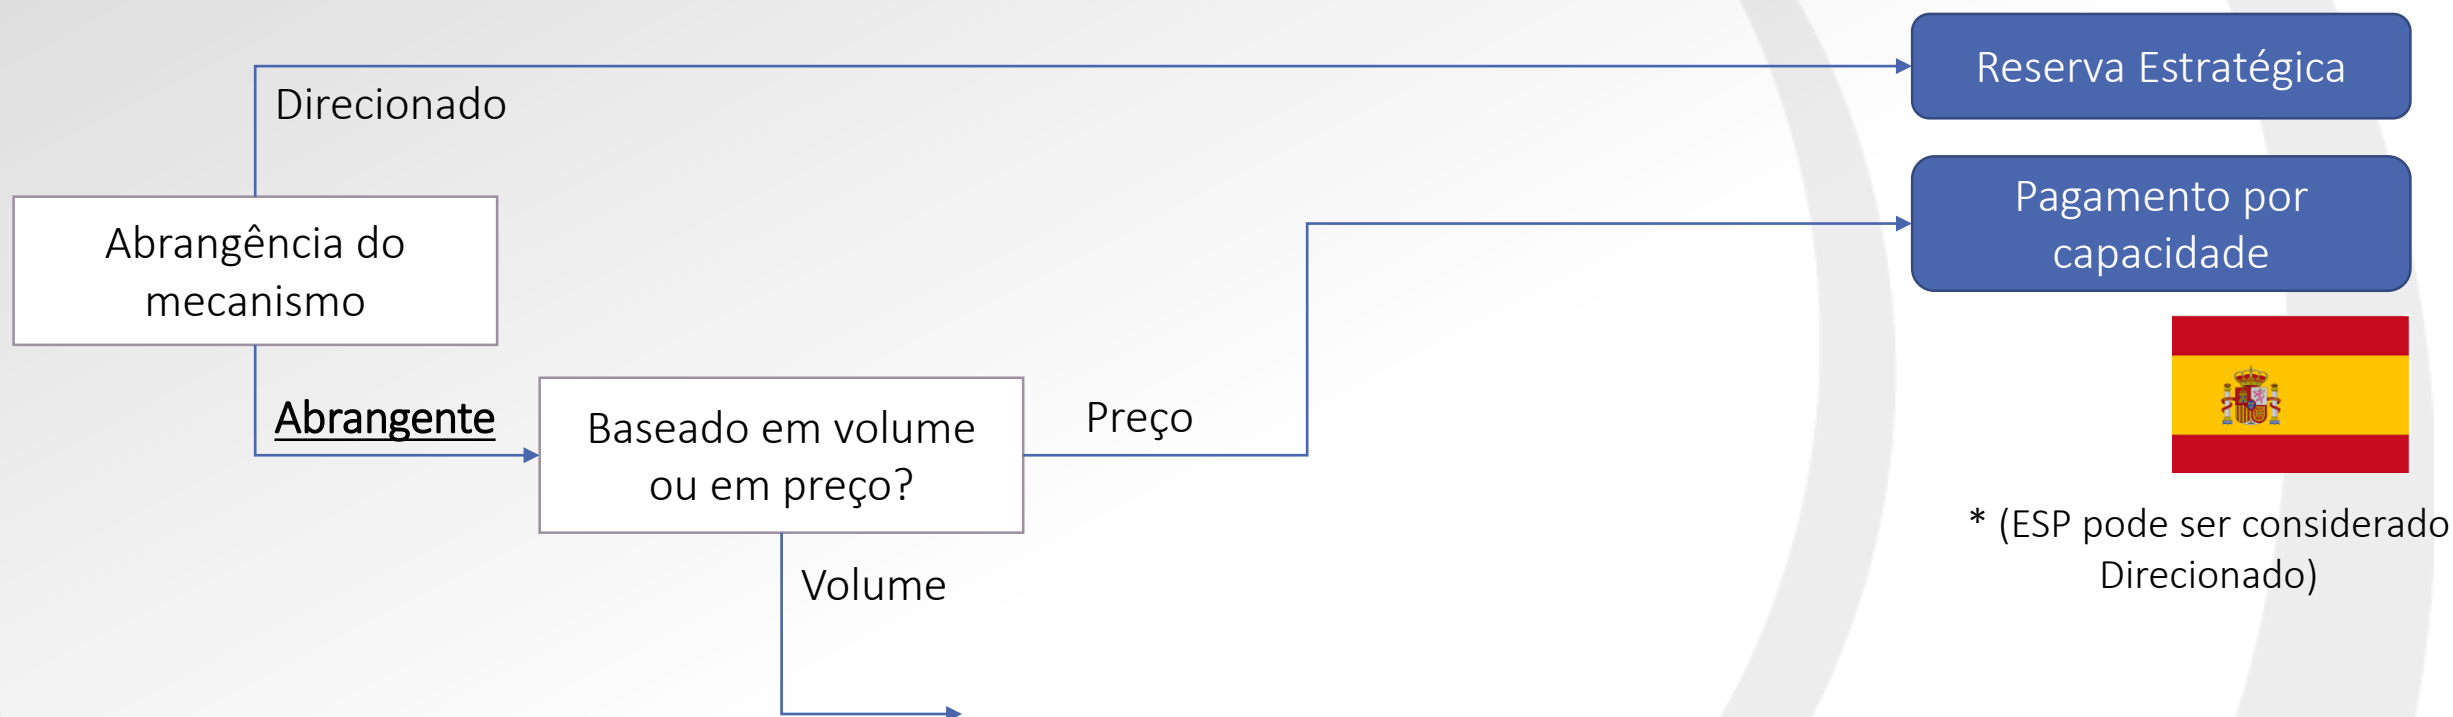 Reserva Estratégica
Direcionado
Pagamento por
capacidade
Abrangência do
mecanismo
Abrangente
Baseado em volume
ou em preço?
Preço
* (ESP pode ser considerado
Direcionado)
Volume